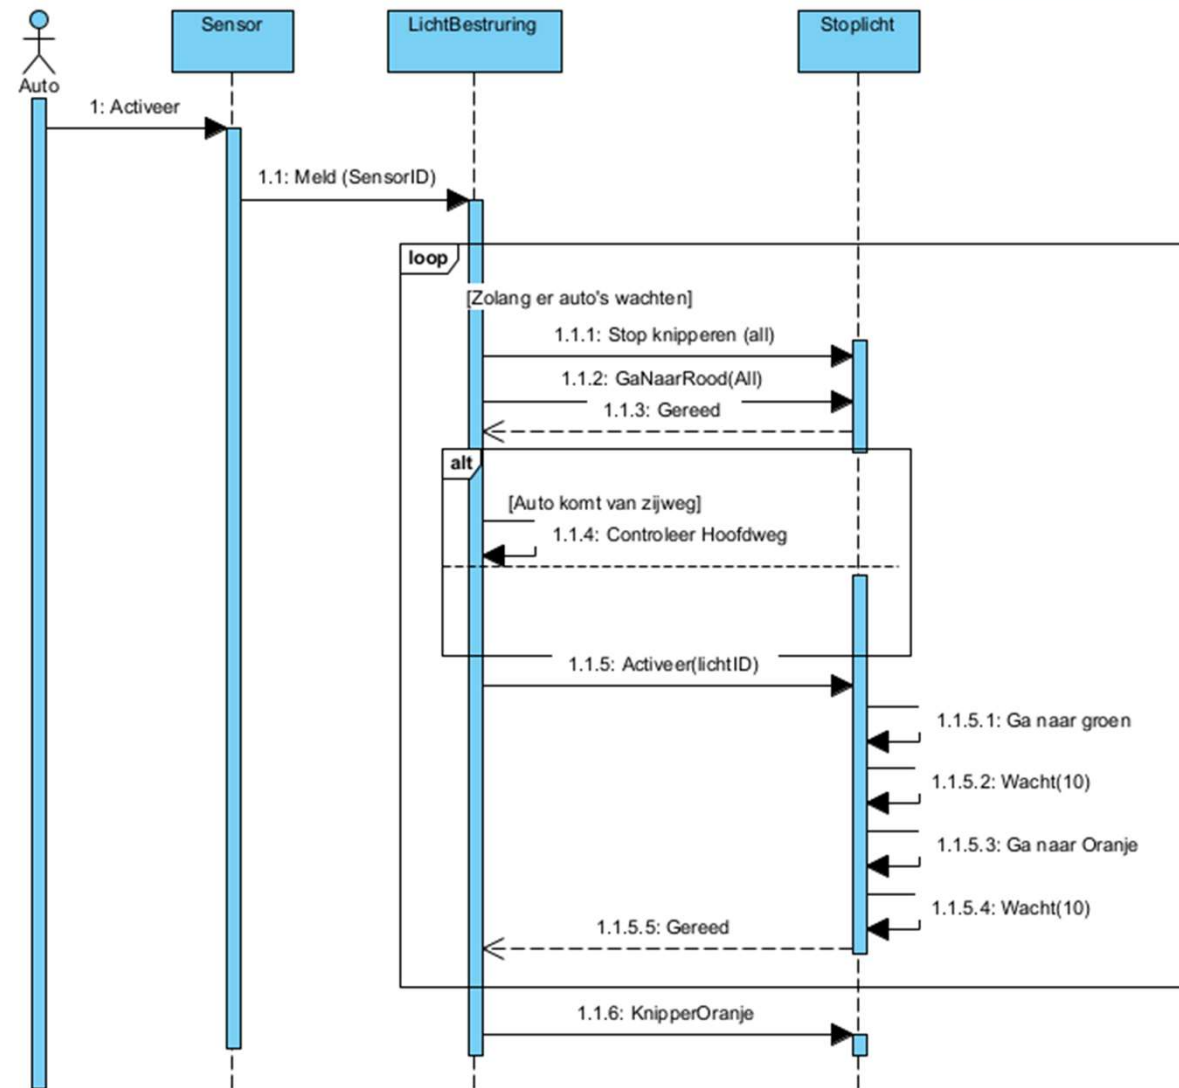 Sensor
LichtBestruring
Stoplicht
Auto
1: Activeer
1.1: Meld (SensorID)
loop
[Zolang er auto's wachten]
1.1.1: Stop knipperen (all)
1.1.2: GaNaarRood(All)
1.1.3: Gereed
alt
[Auto komt van zijweg]
1.1.4: Controleer Hoofdweg
1.1.5: Activeer(lichtID)
1.1.5.1: Ga naar groen
1.1.5.2: Wacht(10)
1.1.5.3: Ga naar Oranje
1.1.5.4: Wacht(10)
1.1.5.5: Gereed
1.1.6: KnipperOranje